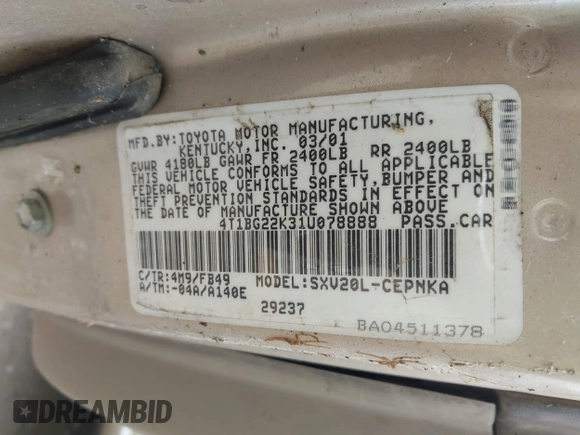 MFD.BY:TOYOTA MOTOR MANUFACTURING,
KENTUCKY,INC. 03/01
GVWR 4180LB GAWR FR 2400LB RR 2400LB
THIS VEHICLE CONFORMS TO ALL APPLICABLE
FEDERAL MOTOR VEHICLE SAFETY,BUMPER AND
THEFT PREVENTION STANDARDS IN EFFECT ON
THE DATE OF MANUFACTURE SHOWN ABOVE
4T1BG22K31U078888 PASS.CAR
C/TR:4M9/FB49 MODEL:SXV20L-CEPNKA
A/TM:-04A/A140E
29237
BA04511378
DREAMBID